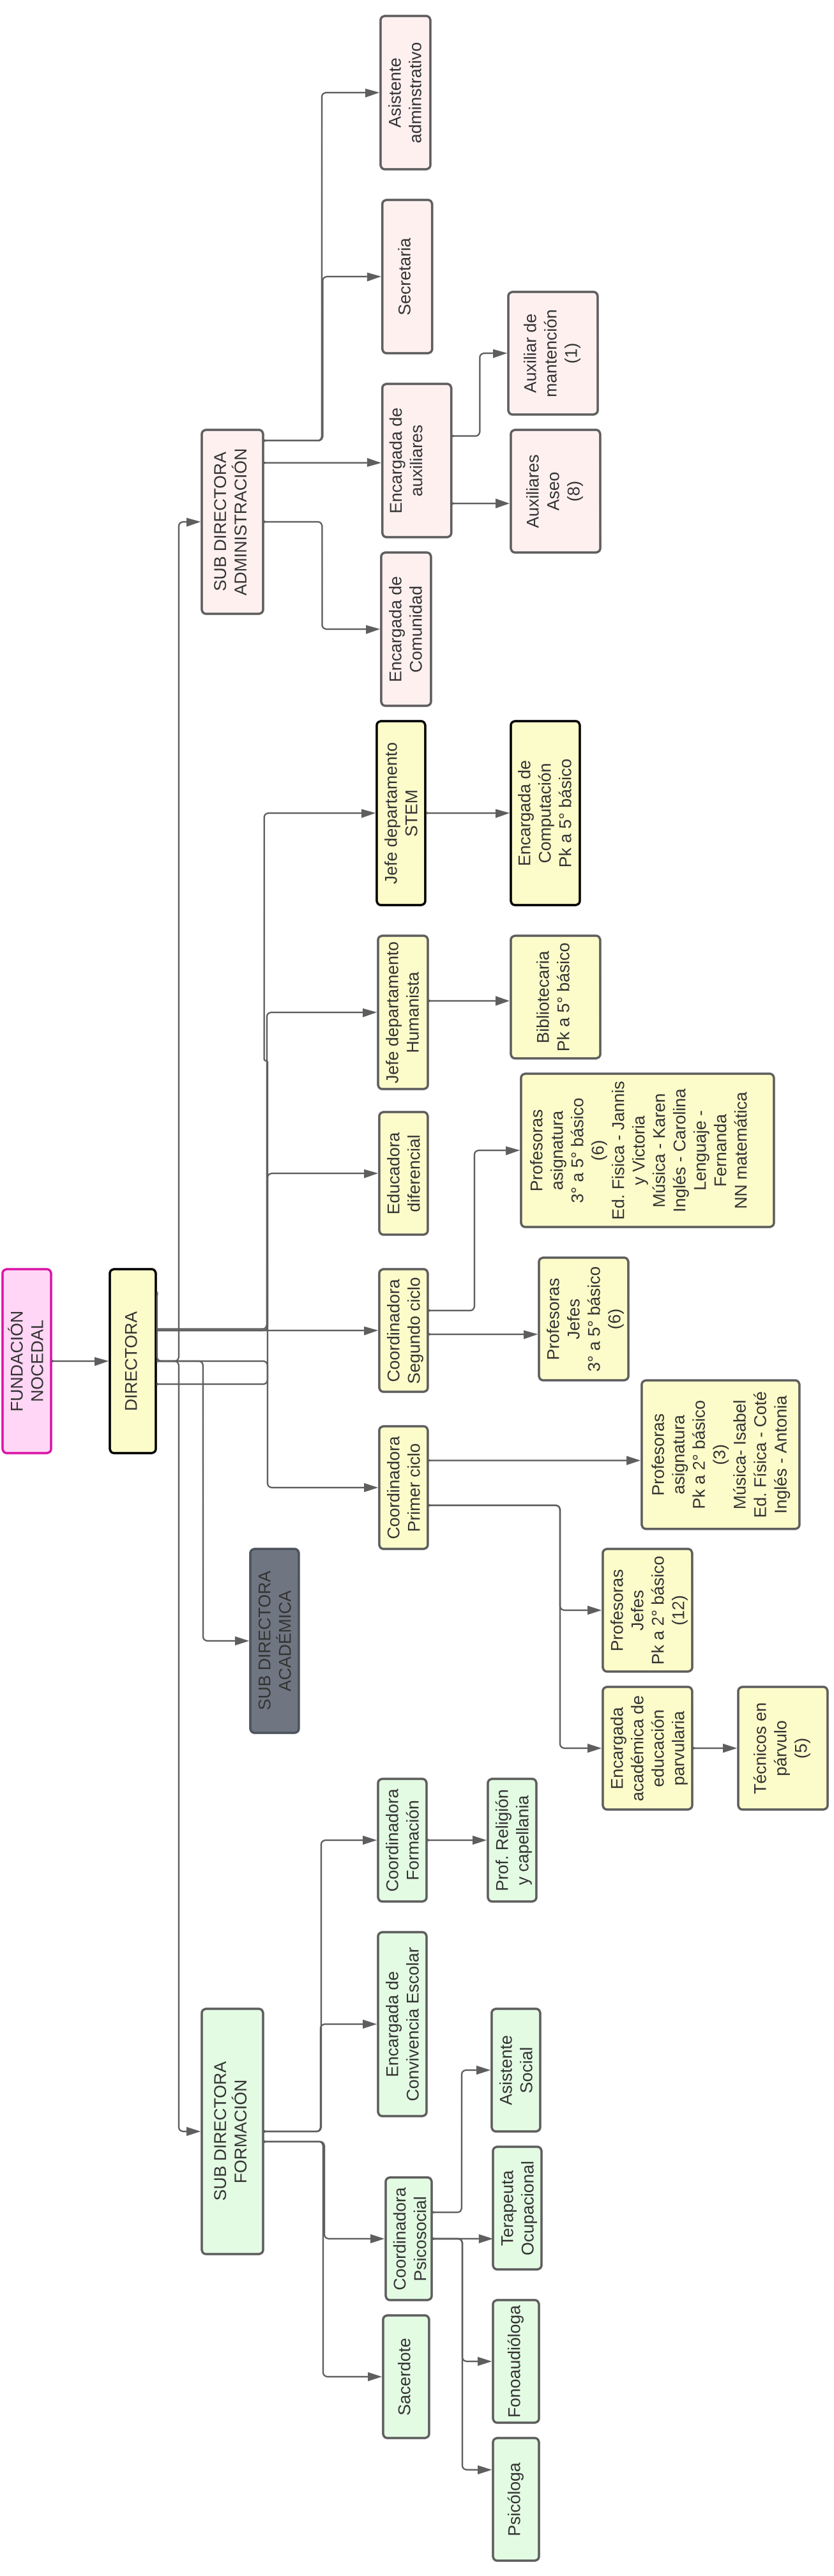 FUNDACIÓN
NOCEDAL
DIRECTORA
SUB DIRECTORA
FORMACIÓN
SUB DIRECTORA
ACADÉMICA
SUB DIRECTORA
ADMINISTRACIÓN
Sacerdote
Coordinadora
Psicosocial
Encargada de
Convivencia Escolar
Coordinadora
Formación
Coordinadora
Primer ciclo
Coordinadora
Segundo ciclo
Educadora
diferencial
Jefe departamento
Humanista
Jefe departamento
STEM
Encargada de
Comunidad
Encargada de
auxiliares
Secretaria
Asistente
adminstrativo
Psicóloga
Fonoaudióloga
Terapeuta
Ocupacional
Asistente
Social
Prof. Religión
y capellania
Encargada
académica de
educación
parvularia
Profesoras
Jefes
Pk a 2° básico
(12)
Profesoras
asignatura
Pk a 2° básico
(3)
Música- Isabel
Ed. Física - Coté
Inglés - Antonia
Profesoras
Jefes
3° a 5° básico
(6)
Profesoras
asignatura
3° a 5° básico
(6)
Ed. Fisica - Jannis
y Victoria
Música - Karen
Inglés - Carolina
Lenguaje -
Fernanda
NN matemática
Bibliotecaria
Pk a 5° básico
Encargada de
Computación
Pk a 5° básico
Auxiliares
Aseo
(8)
Auxiliar de
mantención
(1)
Técnicos en
párvulo
(5)